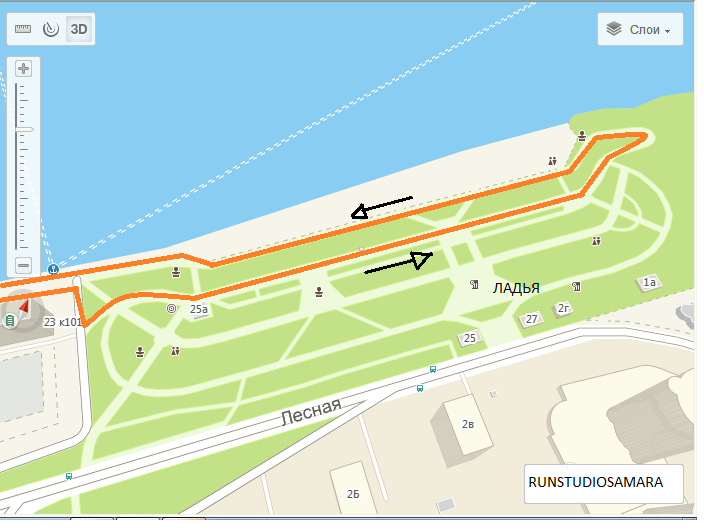 3D
Слои
ЛАДЬЯ
1а
2г
27
25
25а
23 к101
Лесная
2в
2Б
RUNSTUDIOSAMARA